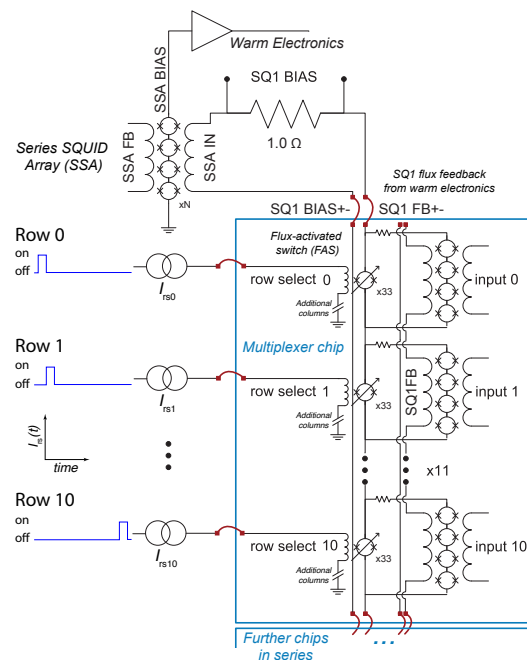 Warm Electronics
SSA BIAS
SQ1 BIAS
1.0 Ω
SSA FB
SSA IN
xN
Series SQUID
Array (SSA)
SQ1 flux feedback
from warm electronics
SQ1 BIAS+-
SQ1 FB+-
Row 0
on
off
Irs0
Flux-activated
switch (FAS)
row select 0
x33
Additional
columns
input 0
Multiplexer chip
Row 1
on
off
Irs1
row select 1
x33
Additional
columns
SQ1FB
input 1
Irs(t)
time
x11
Row 10
on
off
Irs10
row select 10
x33
Additional
columns
input 10
Further chips
in series
...